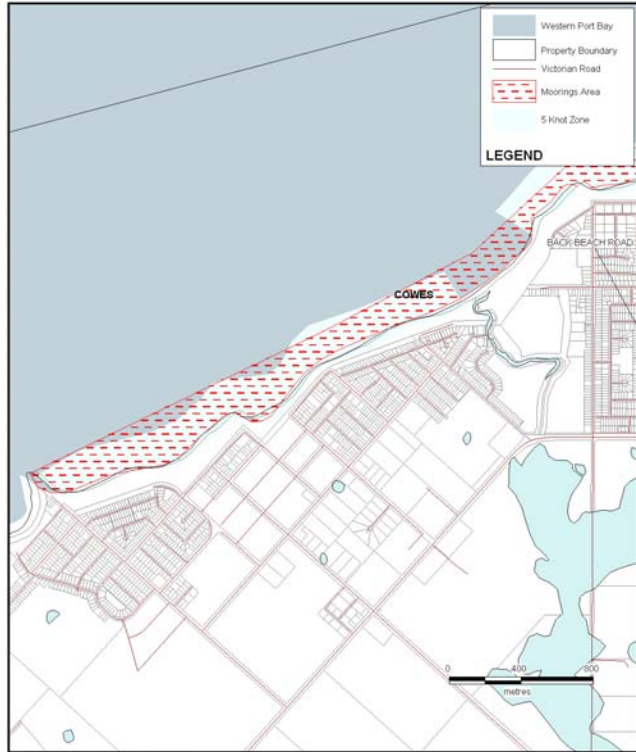 Western Port Bay
Property Boundary
Victorian Road
Moorings Area
5 Knot Zone
LEGEND
BACK BEACH ROAD
COWES
0 400 800
metres